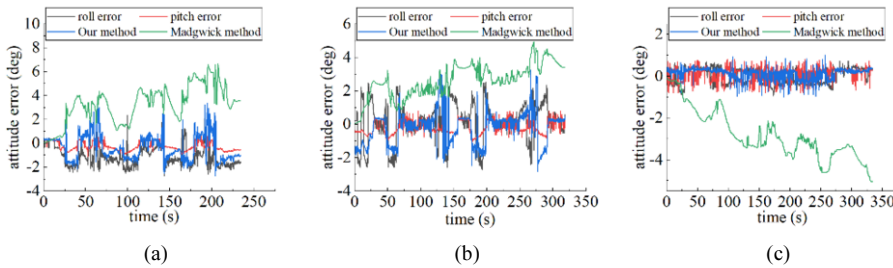 roll error pitch error
Our method Madgwick method
attitude error (deg)
10
8
6
4
2
0
-2
-4
0 50 100 150 200 250
time (s)
(a)
roll error pitch error
Our method Madgwick method
attitude error (deg)
6
4
2
0
-2
-4
0 50 100 150 200 250 300 350
time (s)
(b)
roll error pitch error
Our method Madgwick method
attitude error (deg)
2
0
-2
-4
0 50 100 150 200 250 300 350
time (s)
(c)